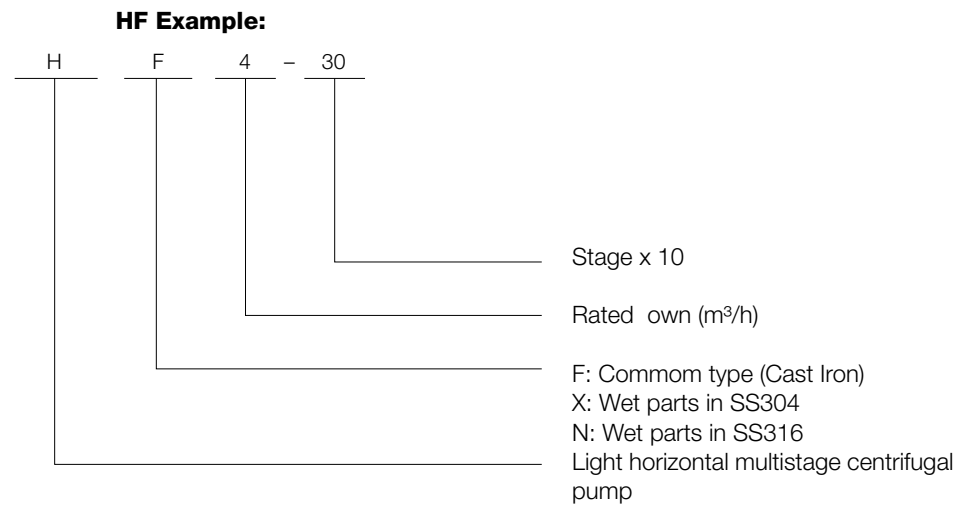 HF Example:
H F 4 – 30
Stage x 10
Rated own (m³/h)
F: Commom type (Cast Iron)
X: Wet parts in SS304
N: Wet parts in SS316
Light horizontal multistage centrifugal
pump